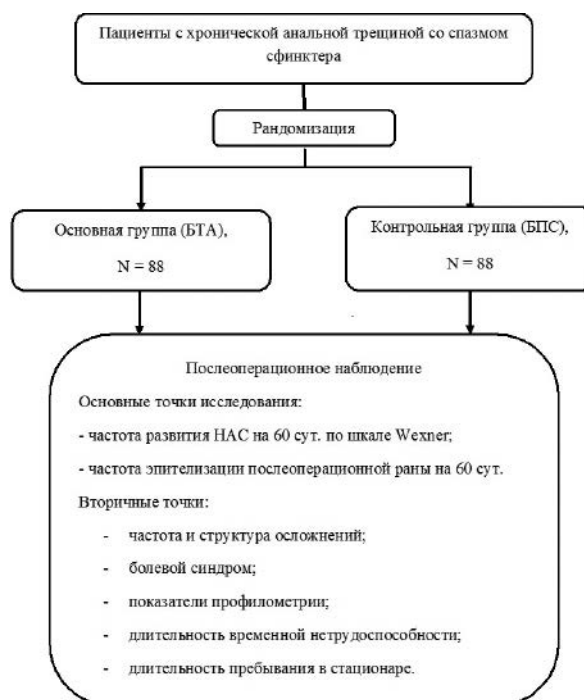 Пациенты с хронической анальной трещиной со спазмом
сфинктера
Рандомизация
Основная группа (БТА),
N = 88
Контрольная группа (БПС),
N = 88
Послеоперационное наблюдение
Основные точки исследования:
- частота развития НАС на 60 сут. по шкале Wexner;
- частота эпителизации послеоперационной раны на 60 сут.
Вторичные точки:
- частота и структура осложнений;
- болевой синдром;
- показатели профилометрии;
- длительность временной нетрудоспособности;
- длительность пребывания в стационаре.